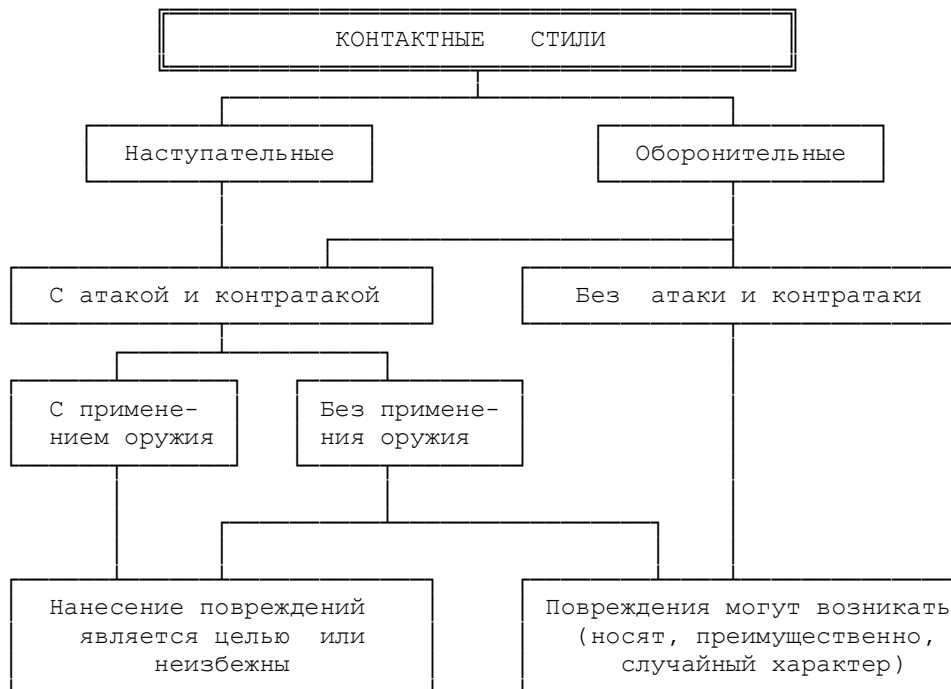 КОНТАКТНЫЕ СТИЛИ
Наступательные
Оборонительные
С атакой и контратакой
Без атаки и контратаки
С примене-
нием оружия
Без примене-
ния оружия
Нанесение повреждений
является целью или
неизбежны
Повреждения могут возникать
(носят, преимущественно,
случайный характер)